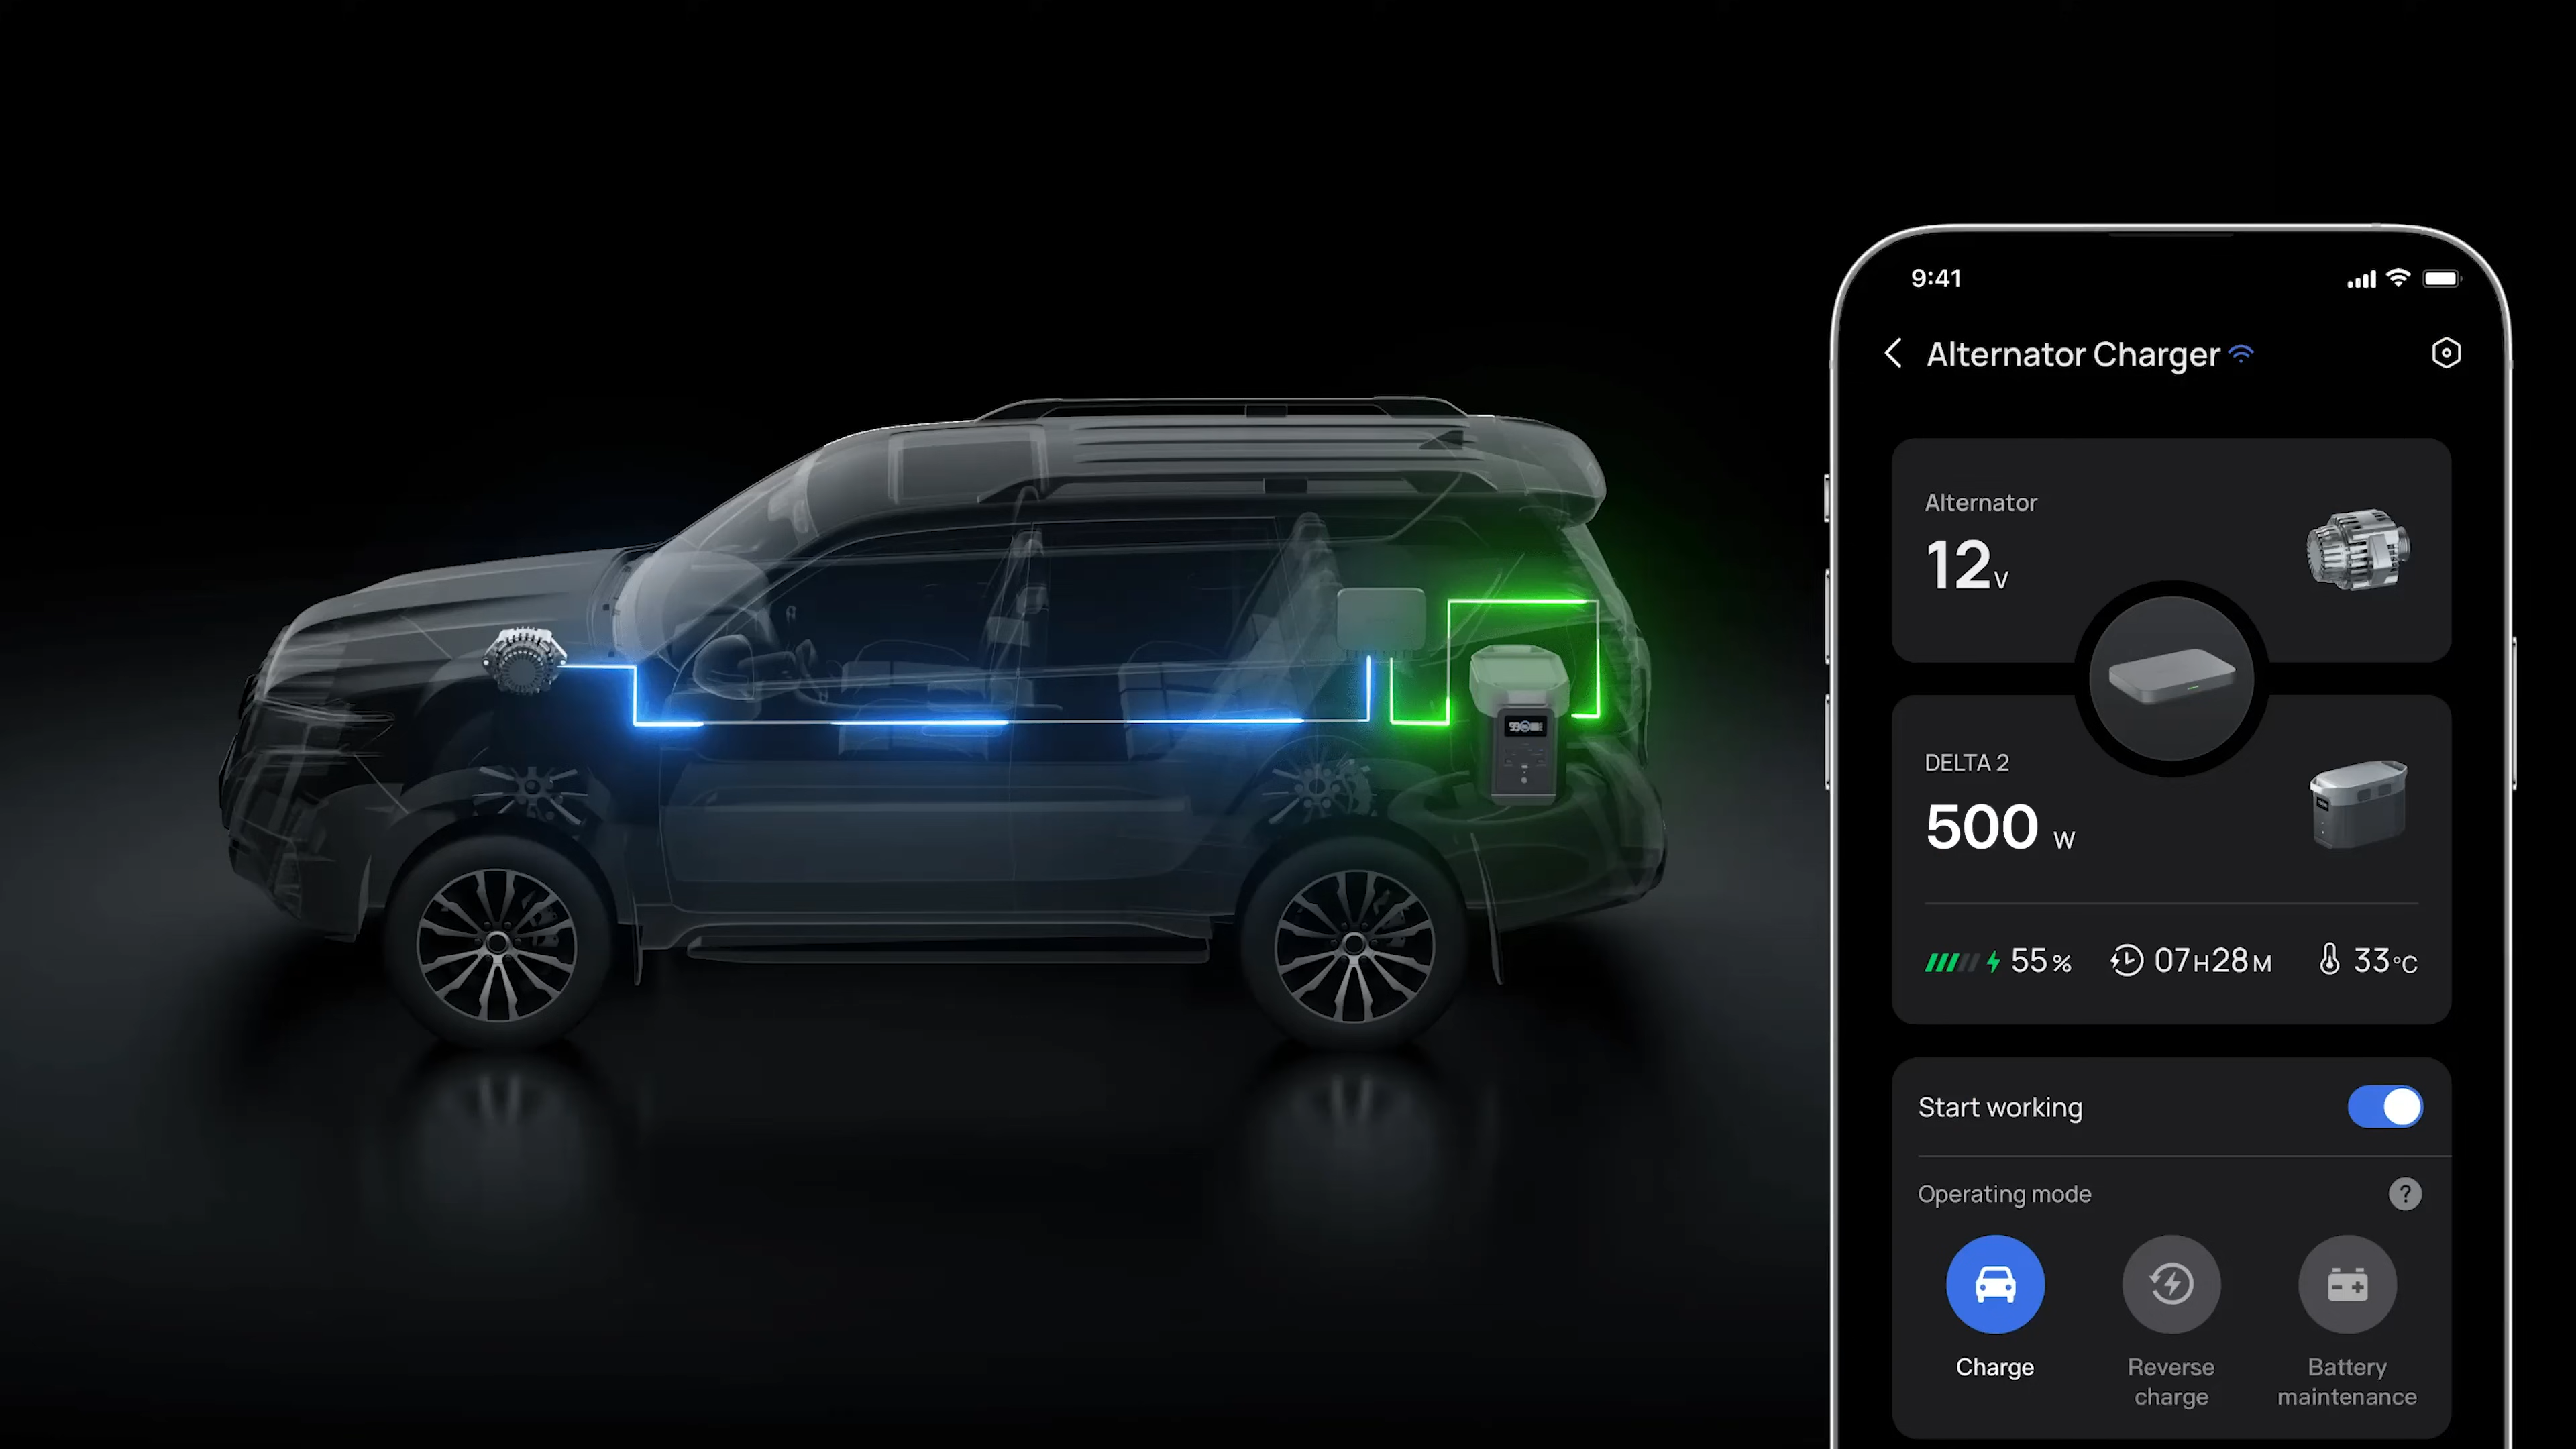 9:41
Alternator Charger
Alternator
12V
DELTA 2
500 W
55%
07H28M
33°C
Start working
Operating mode
?
Charge
Reverse
charge
Battery
maintenance